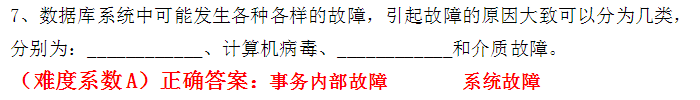 7、数据库系统中可能发生各种各样的故障，引起故障的原因大致可以分为几类，
分别为：____________、计算机病毒、____________和介质故障。
（难度系数A）正确答案：事务内部故障 系统故障